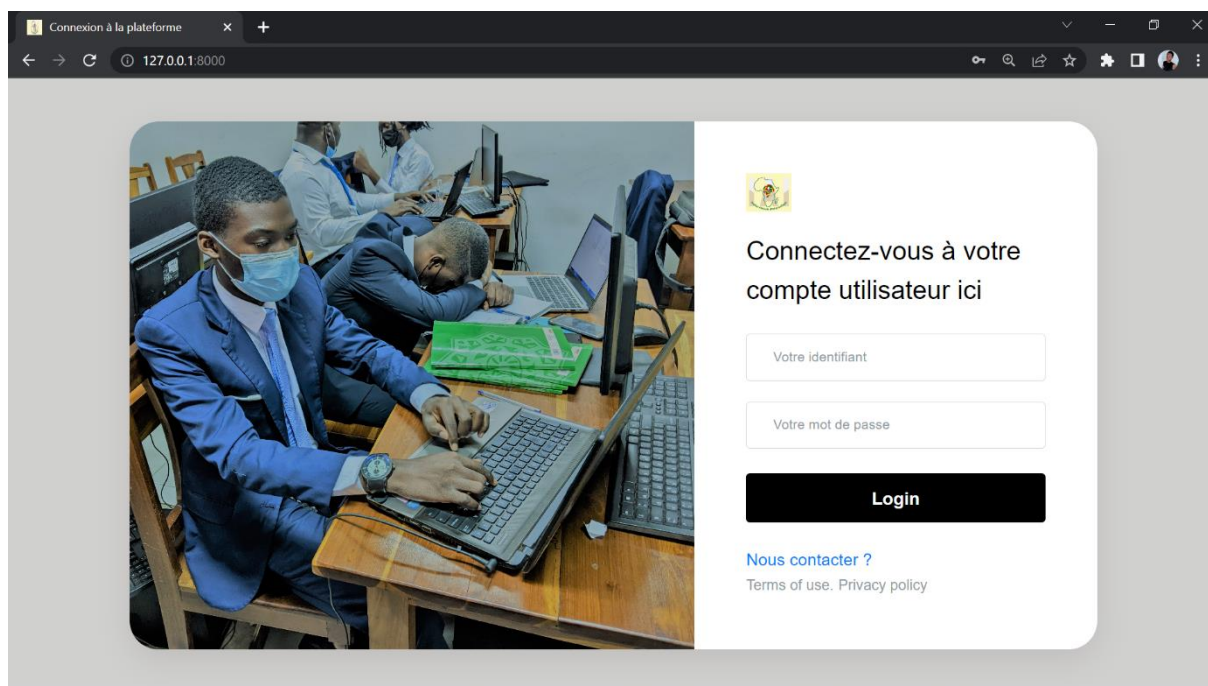 Connexion à la plateforme
127.0.0.1:8000
Connectez-vous à votre
compte utilisateur ici
Votre identifiant
Votre mot de passe
Login
Nous contacter ?
Terms of use. Privacy policy